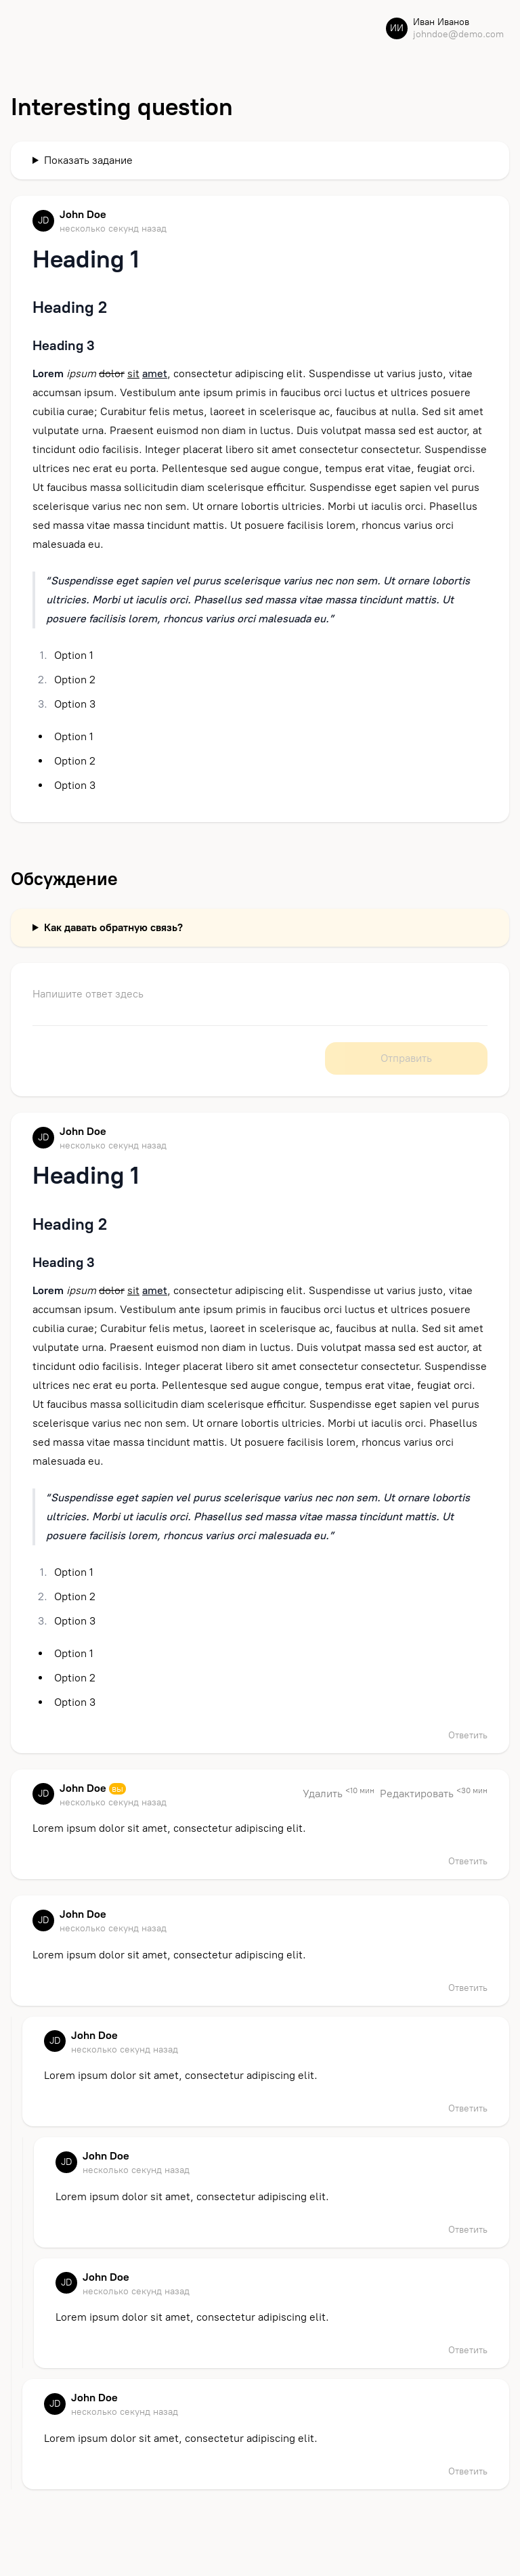 ИИ
Иван Иванов
johndoe@demo.com
Interesting question
Показать задание
JD
John Doe
несколько секунд назад
Heading 1
Heading 2
Heading 3
Lorem ipsum dolor sit amet, consectetur adipiscing elit. Suspendisse ut varius justo, vitae
accumsan ipsum. Vestibulum ante ipsum primis in faucibus orci luctus et ultrices posuere
cubilia curae; Curabitur felis metus, laoreet in scelerisque ac, faucibus at nulla. Sed sit amet
vulputate urna. Praesent euismod non diam in luctus. Duis volutpat massa sed est auctor, at
tincidunt odio facilisis. Integer placerat libero sit amet consectetur consectetur. Suspendisse
ultrices nec erat eu porta. Pellentesque sed augue congue, tempus erat vitae, feugiat orci.
Ut faucibus massa sollicitudin diam scelerisque efficitur. Suspendisse eget sapien vel purus
scelerisque varius nec non sem. Ut ornare lobortis ultricies. Morbi ut iaculis orci. Phasellus
sed massa vitae massa tincidunt mattis. Ut posuere facilisis lorem, rhoncus varius orci
malesuada eu.
“Suspendisse eget sapien vel purus scelerisque varius nec non sem. Ut ornare lobortis
ultricies. Morbi ut iaculis orci. Phasellus sed massa vitae massa tincidunt mattis. Ut
posuere facilisis lorem, rhoncus varius orci malesuada eu.”
1. Option 1
2. Option 2
3. Option 3
• Option 1
• Option 2
• Option 3
Обсуждение
Как давать обратную связь?
Напишите ответ здесь
Отправить
JD
John Doe
несколько секунд назад
Heading 1
Heading 2
Heading 3
Lorem ipsum dolor sit amet, consectetur adipiscing elit. Suspendisse ut varius justo, vitae
accumsan ipsum. Vestibulum ante ipsum primis in faucibus orci luctus et ultrices posuere
cubilia curae; Curabitur felis metus, laoreet in scelerisque ac, faucibus at nulla. Sed sit amet
vulputate urna. Praesent euismod non diam in luctus. Duis volutpat massa sed est auctor, at
tincidunt odio facilisis. Integer placerat libero sit amet consectetur consectetur. Suspendisse
ultrices nec erat eu porta. Pellentesque sed augue congue, tempus erat vitae, feugiat orci.
Ut faucibus massa sollicitudin diam scelerisque efficitur. Suspendisse eget sapien vel purus
scelerisque varius nec non sem. Ut ornare lobortis ultricies. Morbi ut iaculis orci. Phasellus
sed massa vitae massa tincidunt mattis. Ut posuere facilisis lorem, rhoncus varius orci
malesuada eu.
“Suspendisse eget sapien vel purus scelerisque varius nec non sem. Ut ornare lobortis
ultricies. Morbi ut iaculis orci. Phasellus sed massa vitae massa tincidunt mattis. Ut
posuere facilisis lorem, rhoncus varius orci malesuada eu.”
1. Option 1
2. Option 2
3. Option 3
• Option 1
• Option 2
• Option 3
Ответить
JD
John Doe вы
несколько секунд назад
Удалить <10 мин Редактировать <30 мин
Lorem ipsum dolor sit amet, consectetur adipiscing elit.
Ответить
JD
John Doe
несколько секунд назад
Lorem ipsum dolor sit amet, consectetur adipiscing elit.
Ответить
JD
John Doe
несколько секунд назад
Lorem ipsum dolor sit amet, consectetur adipiscing elit.
Ответить
JD
John Doe
несколько секунд назад
Lorem ipsum dolor sit amet, consectetur adipiscing elit.
Ответить
JD
John Doe
несколько секунд назад
Lorem ipsum dolor sit amet, consectetur adipiscing elit.
Ответить
JD
John Doe
несколько секунд назад
Lorem ipsum dolor sit amet, consectetur adipiscing elit.
Ответить